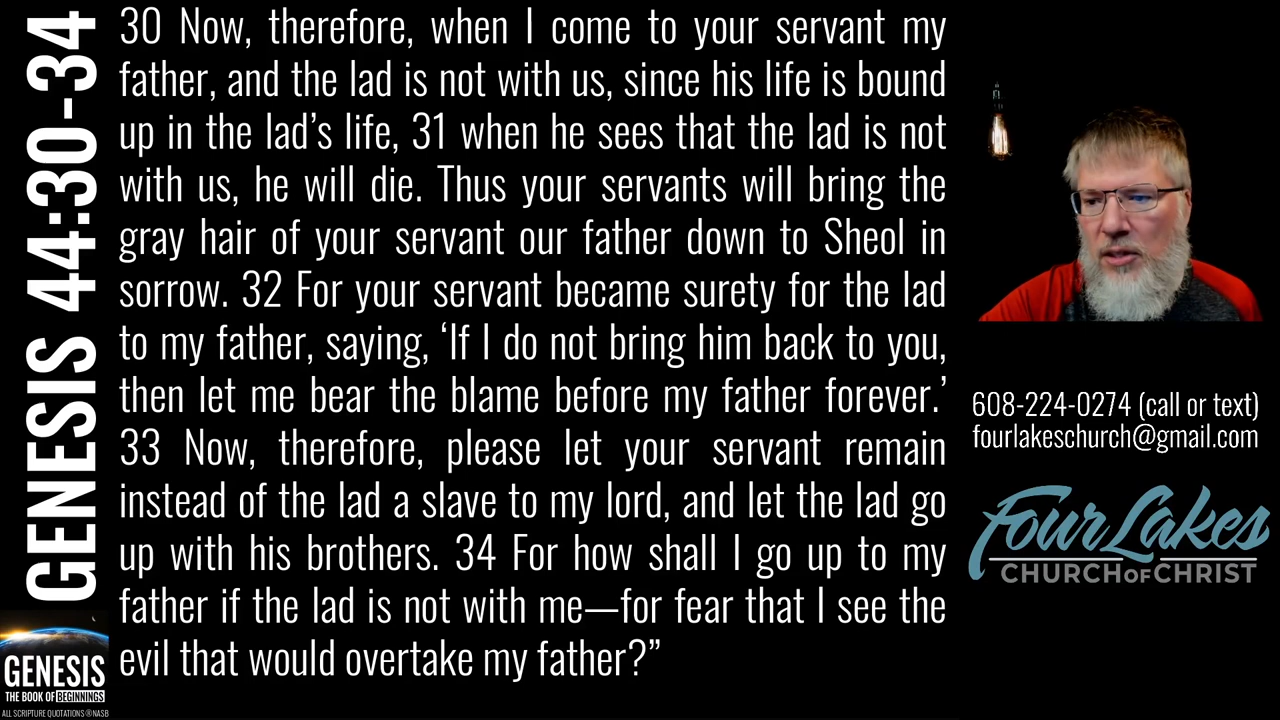 GENESIS 44:30-34
30 Now, therefore, when I come to your servant my
father, and the lad is not with us, since his life is bound
up in the lad’s life, 31 when he sees that the lad is not
with us, he will die. Thus your servants will bring the
gray hair of your servant our father down to Sheol in
sorrow. 32 For your servant became surety for the lad
to my father, saying, ‘If I do not bring him back to you,
then let me bear the blame before my father forever.’
33 Now, therefore, please let your servant remain
instead of the lad a slave to my lord, and let the lad go
up with his brothers. 34 For how shall I go up to my
father if the lad is not with me—for fear that I see the
evil that would overtake my father?”
608-224-0274 (call or text)
fourlakeschurch@gmail.com
Four Lakes
CHURCH OF CHRIST
GENESIS
THE BOOK OF BEGINNINGS
ALL SCRIPTURE QUOTATIONS ®NASB